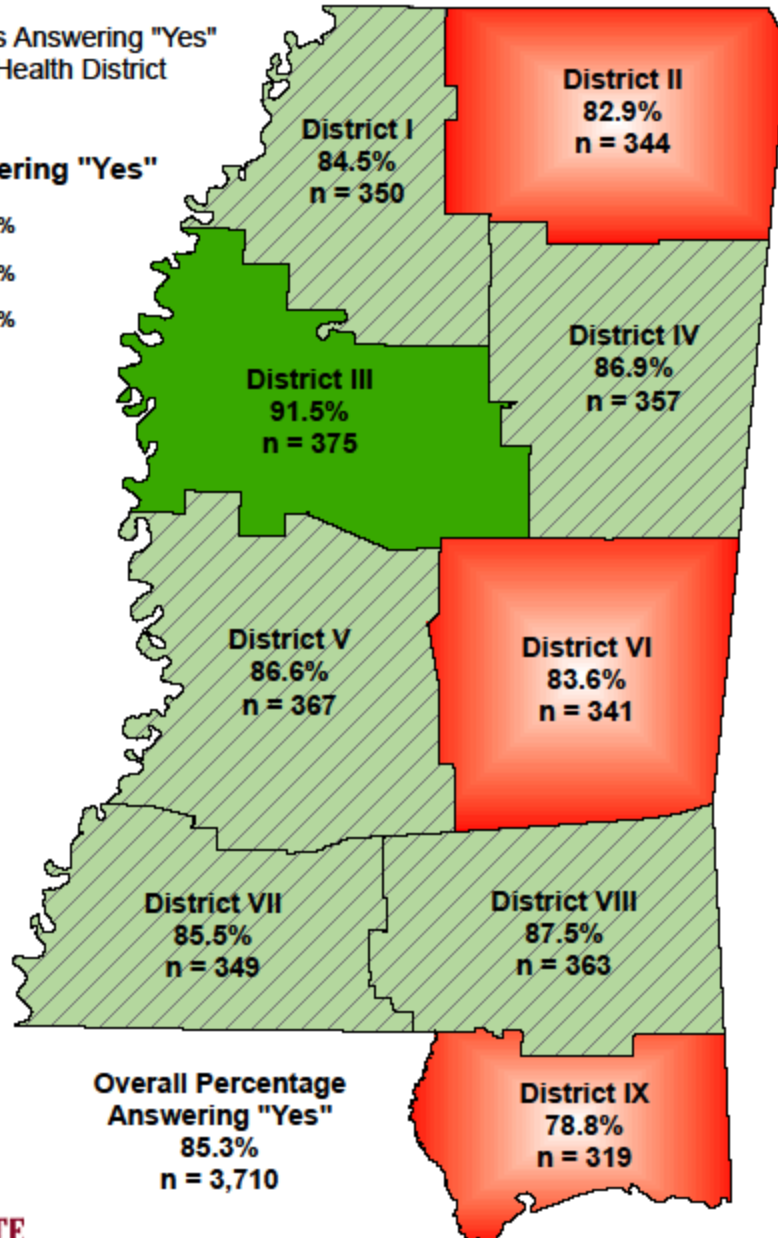 s Answering "Yes"
Health District
ering "Yes"
%
%
%
District I
84.5%
n = 350
District II
82.9%
n = 344
District III
91.5%
n = 375
District IV
86.9%
n = 357
District V
86.6%
n = 367
District VI
83.6%
n = 341
District VII
85.5%
n = 349
District VIII
87.5%
n = 363
Overall Percentage
Answering "Yes"
85.3%
n = 3,710
District IX
78.8%
n = 319
TE